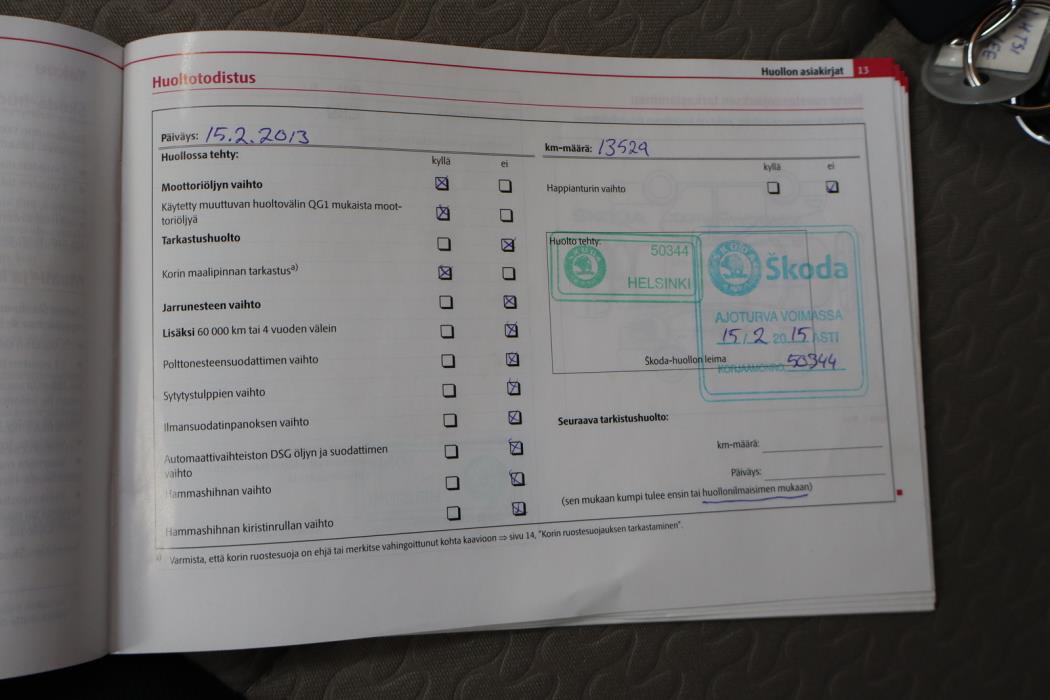 Huoltotodistus
Huollon asiakirjat 13
Päiväys: 15.2.2013
km-määrä: 13529
Huollossa tehty:
kyllä ei
Moottoriöljyn vaihto
Käytetty muuttuvan huoltovälin QG1 mukaista moot-
toriöljyä
Tarkastushuolto
Korin maalipinnan tarkastus a)
Jarrunesteen vaihto
Lisäksi 60 000 km tai 4 vuoden välein
Polttonesteensuodattimen vaihto
Sytytystulppien vaihto
Ilmansuodatinpanoksen vaihto
Automaattivaihteiston DSG öljyn ja suodattimen
vaihto
Hammashihnan vaihto
Hammashihnan kiristinrullan vaihto
kyllä ei
Happianturin vaihto
Huolto tehty:
50344
HELSINKI
Škoda
AJOTURVA VOIMASSA
15/2 2015 ASTI
KORJAAMONRO 50344
Škoda-huollon leima
Seuraava tarkistushuolto:
km-määrä:
Päiväys:
(sen mukaan kumpi tulee ensin tai huollonilmaisimen mukaan)
a) Varmista, että korin ruostesuoja on ehjä tai merkitse vahingoittunut kohta kaavioon ⇒ sivu 14, "Korin ruostesuojauksen tarkastaminen".